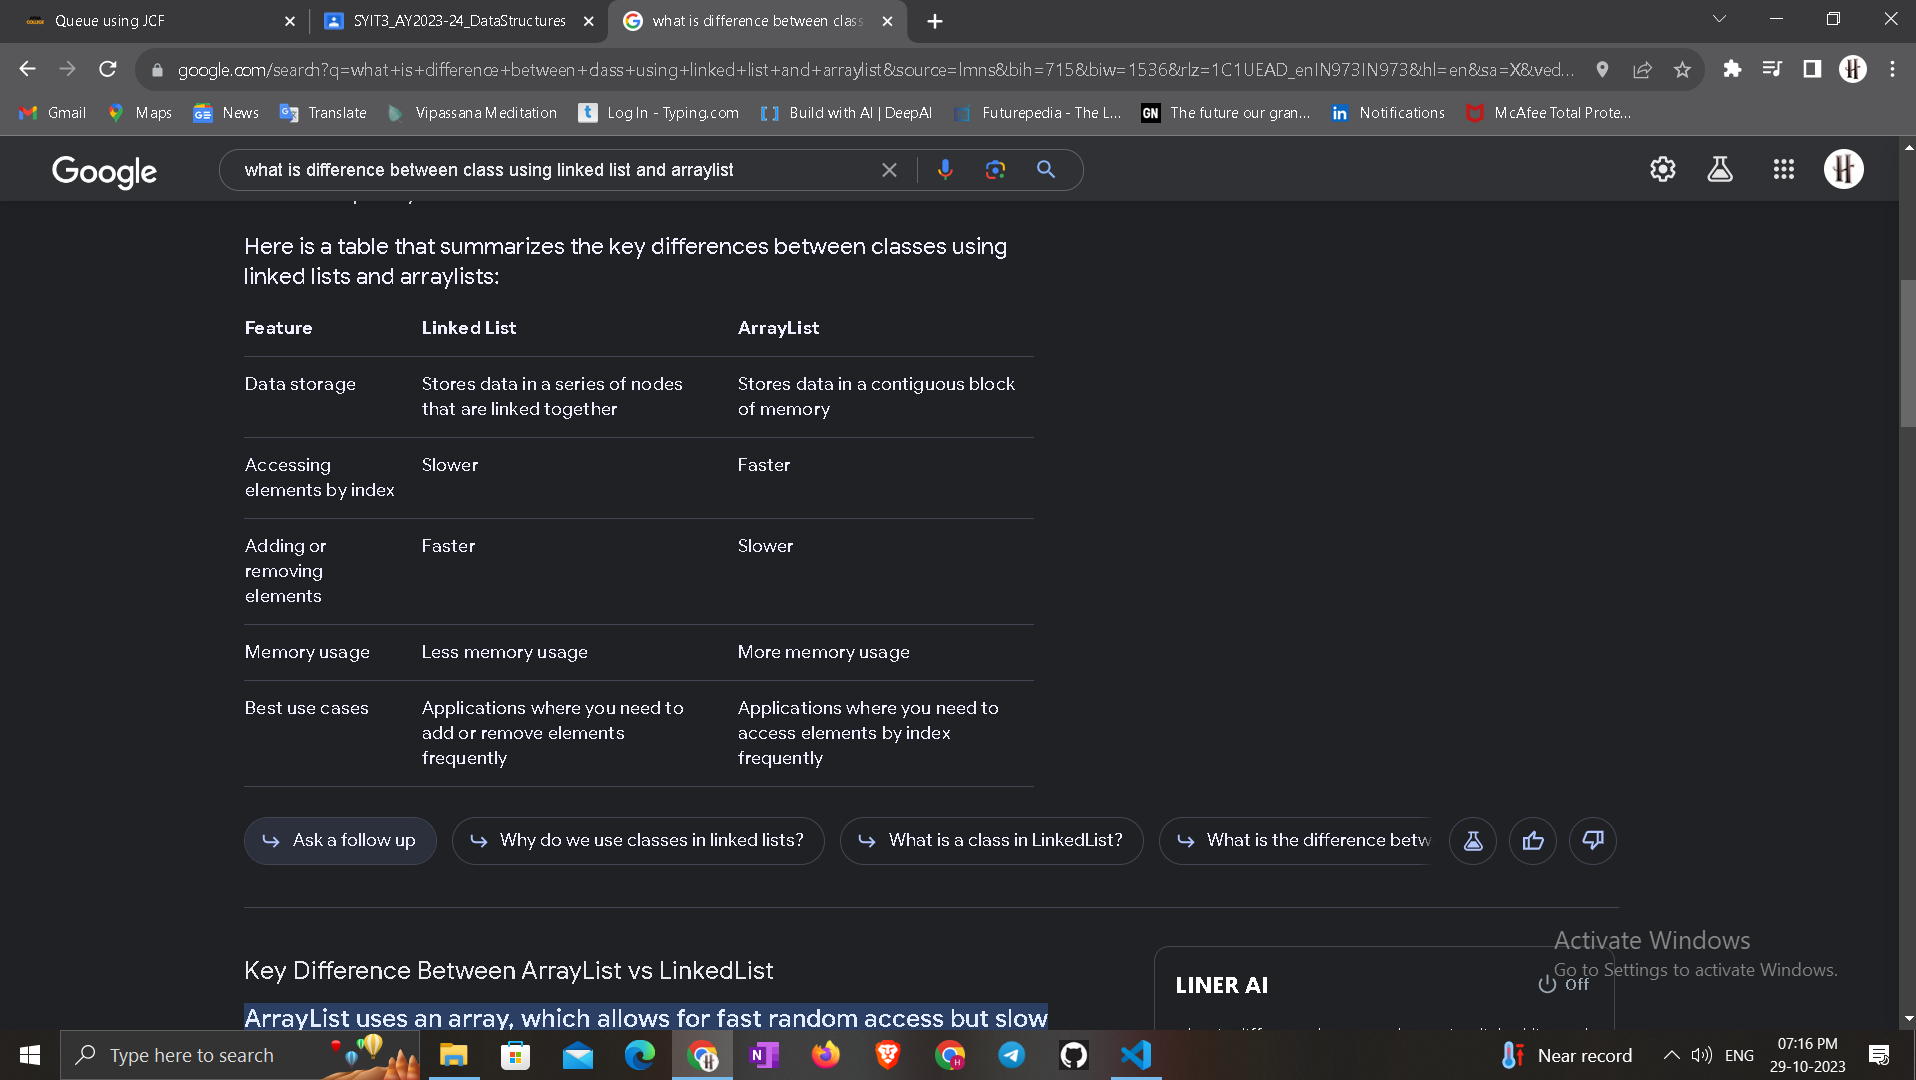 Queue using JCF
SYIT3_AY2023-24_DataStructures
what is difference between class
google.com/search?q=what+is+difference+between+class+using+linked+list+and+arraylist&source=lmns&bih=715&biw=1536&rlz=1C1UEAD_enIN973IN973&hl=en&sa=X&ved...
Gmail
Maps
News
Translate
Vipassana Meditation
Log In - Typing.com
Build with AI | DeepAI
Futurepedia - The L...
GN
The future our gran...
Notifications
McAfee Total Prote...
Google
what is difference between class using linked list and arraylist
Here is a table that summarizes the key differences between classes using
linked lists and arraylists:
Feature Linked List ArrayList
Data storage Stores data in a series of nodes Stores data in a contiguous block
that are linked together of memory
Accessing Slower Faster
elements by index
Adding or Faster Slower
removing
elements
Memory usage Less memory usage More memory usage
Best use cases Applications where you need to Applications where you need to
add or remove elements access elements by index
frequently frequently
Ask a follow up
Why do we use classes in linked lists?
What is a class in LinkedList?
What is the difference betw
Key Difference Between ArrayList vs LinkedList
ArrayList uses an array, which allows for fast random access but slow
LINER AI
Off
Activate Windows
Go to Settings to activate Windows.
Type here to search
Near record
ENG
07:16 PM
29-10-2023